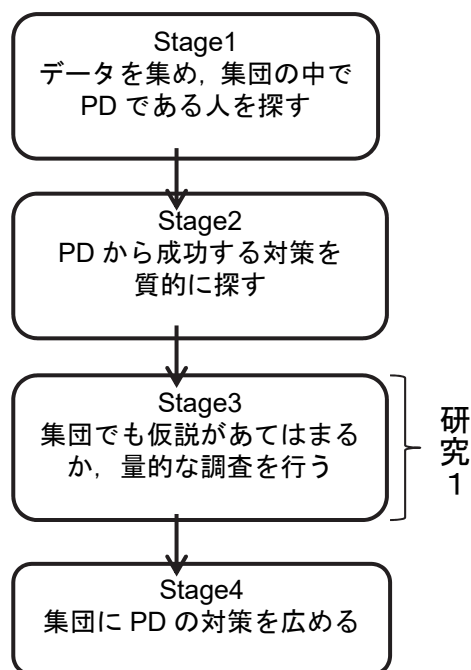 Stage1
データを集め，集団の中で
PD である人を探す
Stage2
PD から成功する対策を
質的に探す
Stage3
集団でも仮説があてはまる
か，量的な調査を行う
研究１
Stage4
集団に PD の対策を広める